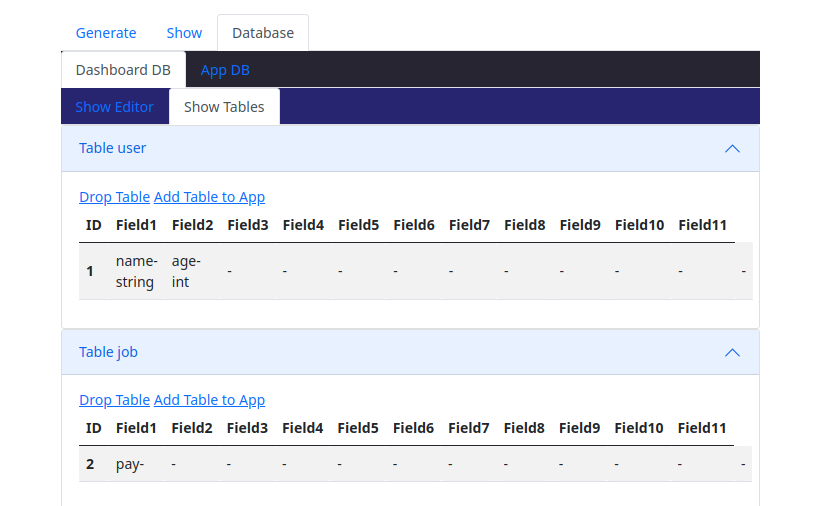 Generate Show Database
Dashboard DB App DB
Show Editor Show Tables
Table user
Drop Table Add Table to App
ID Field1 Field2 Field3 Field4 Field5 Field6 Field7 Field8 Field9 Field10 Field11
1 name-string age-int - - - - - - - - - -
Table job
Drop Table Add Table to App
ID Field1 Field2 Field3 Field4 Field5 Field6 Field7 Field8 Field9 Field10 Field11
2 pay- - - - - - - - - - - -